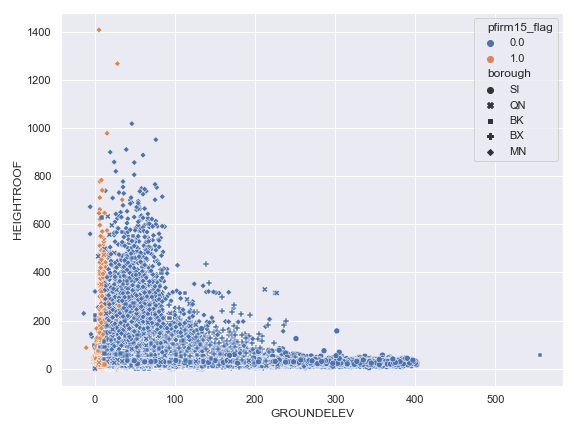 pfirm15_flag
0.0
1.0
borough
SI
QN
BK
BX
MN
HEIGHTROOF
1400
1200
1000
800
600
400
200
0
0 100 200 300 400 500
GROUNDELEV